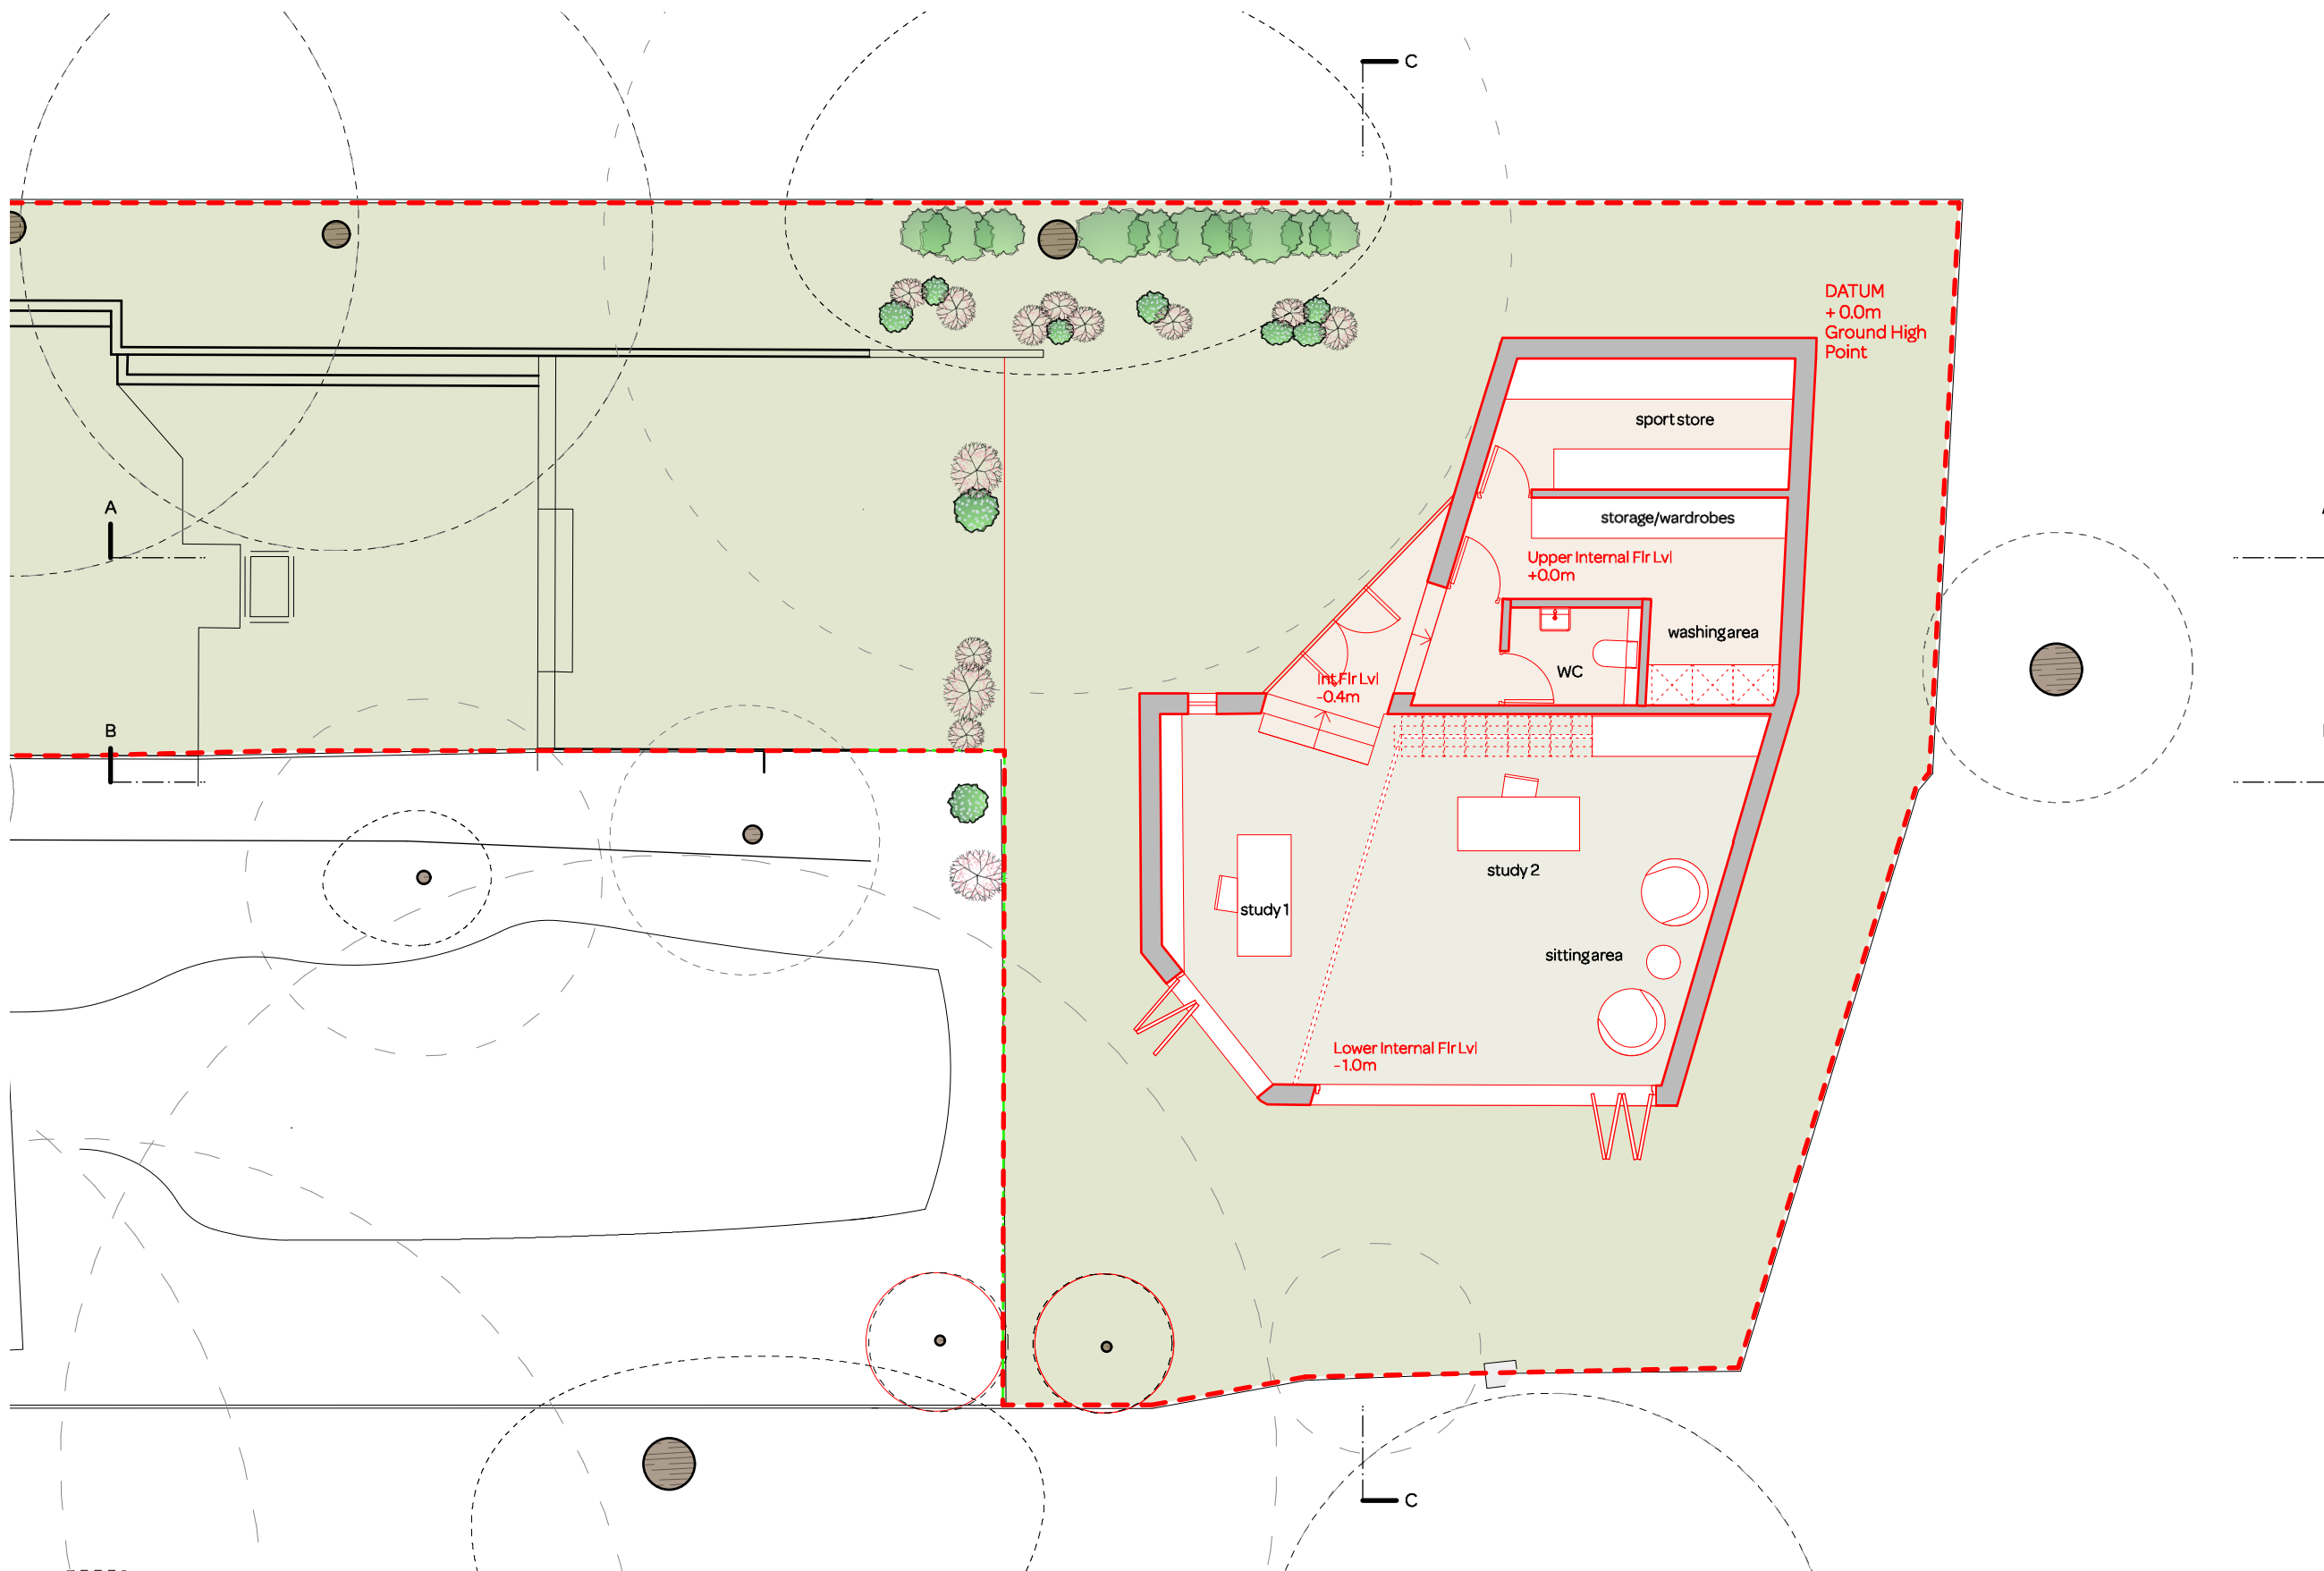 C
DATUM
+ 0.0m
Ground High
Point
sport store
A
storage/wardrobes
Upper Internal Flr Lvl
+0.0m
washing area
WC
Int Flr Lvl
-0.4m
B
study 2
study 1
sitting area
Lower Internal Flr Lvl
-1.0m
C